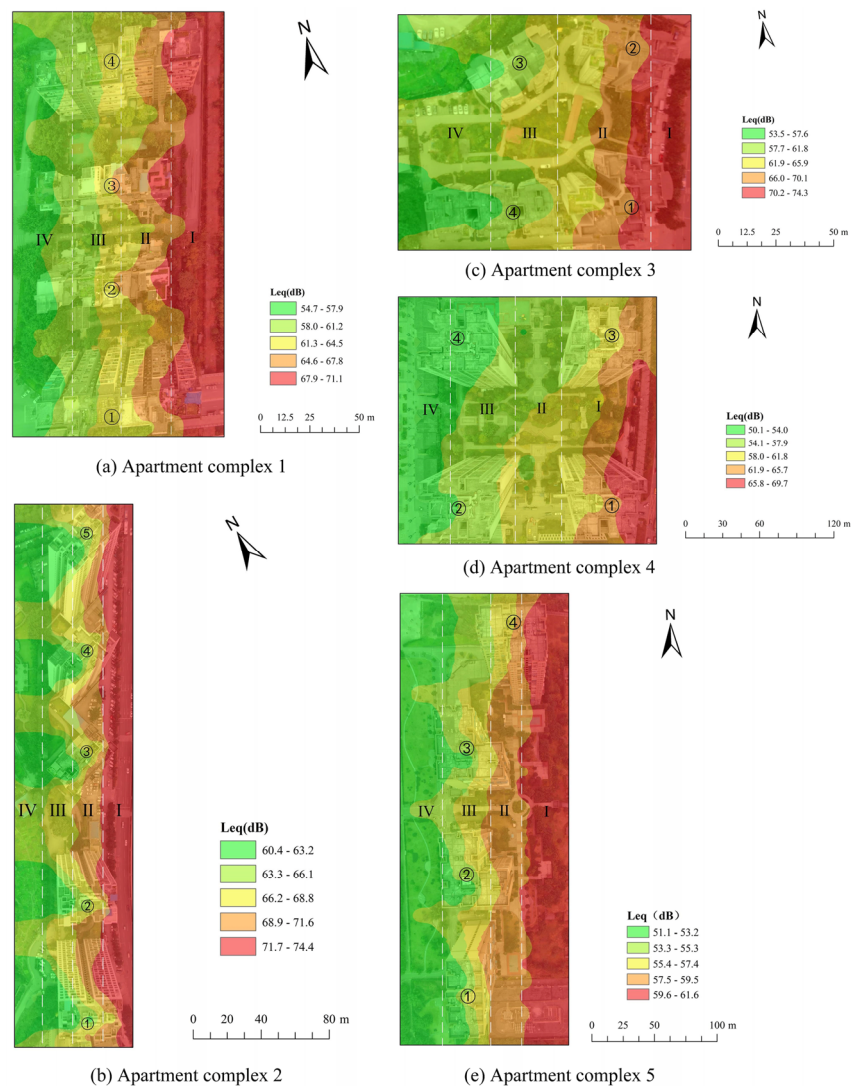 N
④
③
IV III II I
②
①
Leq(dB)
54.7 - 57.9
58.0 - 61.2
61.3 - 64.5
64.6 - 67.8
67.9 - 71.1
0 12.5 25 50 m
(a) Apartment complex 1
N
⑤
④
③
IV III II I
②
①
Leq(dB)
60.4 - 63.2
63.3 - 66.1
66.2 - 68.8
68.9 - 71.6
71.7 - 74.4
0 20 40 80 m
(b) Apartment complex 2
N
②
③
IV III II I
④ ①
Leq(dB)
53.5 - 57.6
57.7 - 61.8
61.9 - 65.9
66.0 - 70.1
70.2 - 74.3
0 12.5 25 50 m
(c) Apartment complex 3
N
④ ③
IV III II I
② ①
Leq(dB)
50.1 - 54.0
54.1 - 57.9
58.0 - 61.8
61.9 - 65.7
65.8 - 69.7
0 30 60 120 m
(d) Apartment complex 4
N
④
③
IV III II I
②
①
Leq（dB）
51.1 - 53.2
53.3 - 55.3
55.4 - 57.4
57.5 - 59.5
59.6 - 61.6
0 25 50 100 m
(e) Apartment complex 5